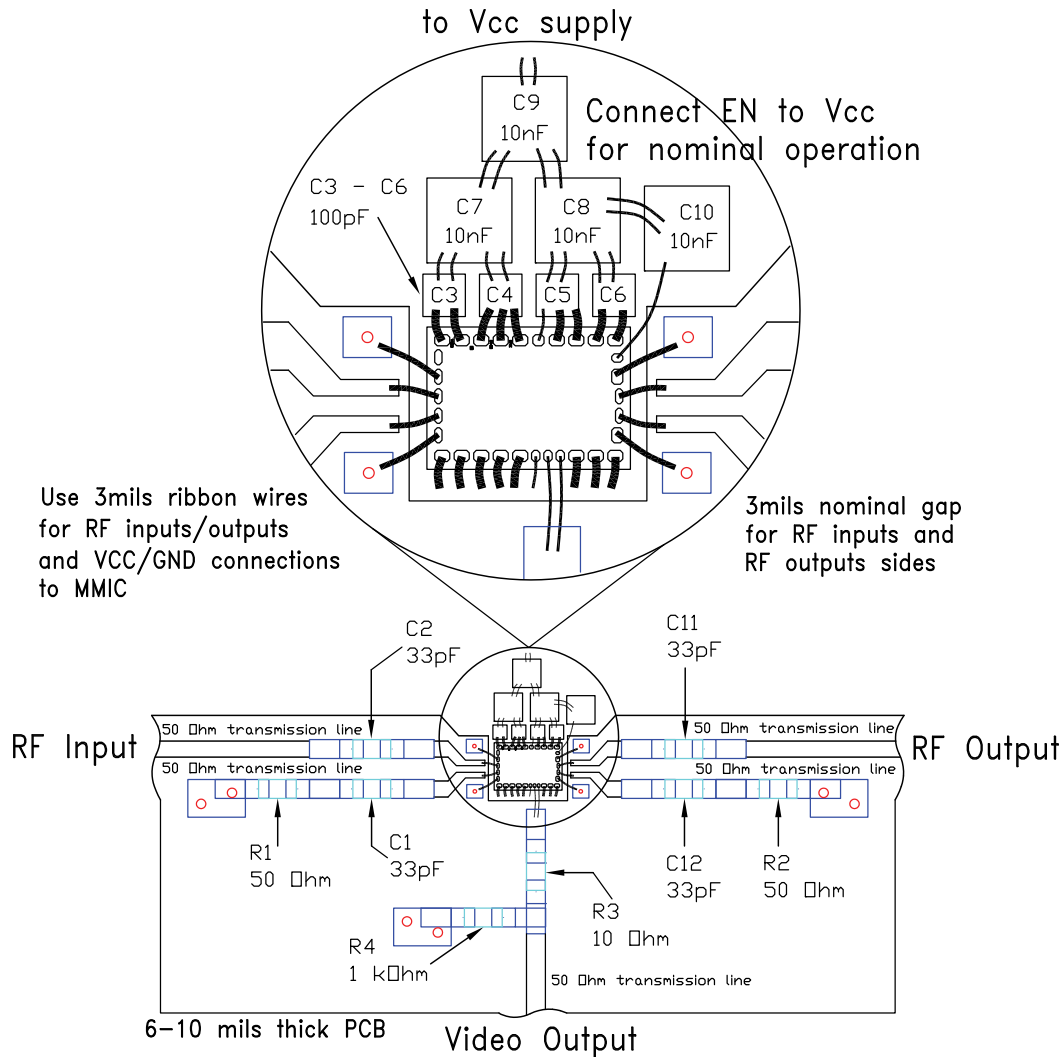 to Vcc supply
C9
10nF
Connect EN to Vcc
for nominal operation
C3 - C6
100pF
C7
10nF
C8
10nF
C10
10nF
C3
C4
C5
C6
Use 3mils ribbon wires
for RF inputs/outputs
and VCC/GND connections
to MMIC
3mils nominal gap
for RF inputs and
RF outputs sides
C2
33pF
C11
33pF
50 Ohm transmission line
50 Ohm transmission line
RF Input
RF Output
50 Ohm transmission line
50 Ohm transmission line
R1
50 Ohm
C1
33pF
C12
33pF
R2
50 Ohm
R3
10 Ohm
R4
1 kOhm
50 Ohm transmission line
6-10 mils thick PCB
Video Output